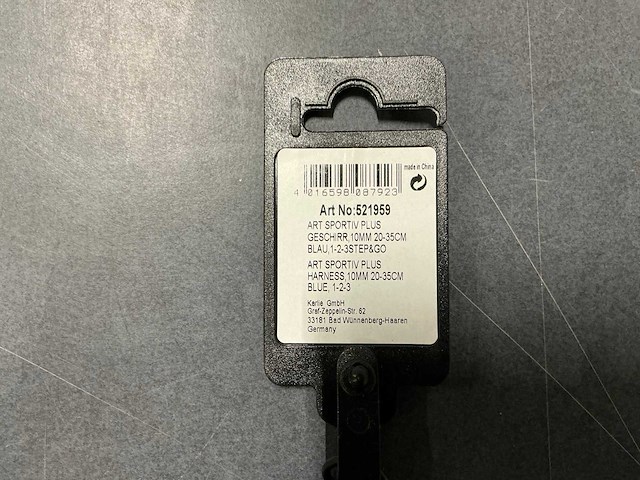 made in China
4 016598 087923
Art No:521959
ART SPORTIV PLUS
GESCHIRR,10MM 20-35CM
BLAU,1-2-3STEP&GO
ART SPORTIV PLUS
HARNESS,10MM 20-35CM
BLUE, 1-2-3
Karlie GmbH
Graf-Zeppelin-Str. 62
33181 Bad Wünnenberg-Haaren
Germany